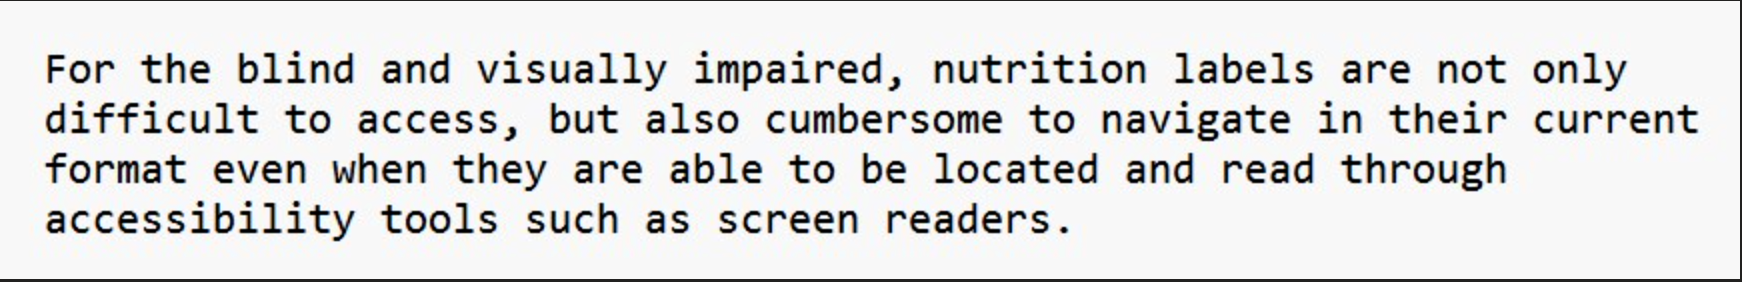 For the blind and visually impaired, nutrition labels are not only
difficult to access, but also cumbersome to navigate in their current
format even when they are able to be located and read through
accessibility tools such as screen readers.